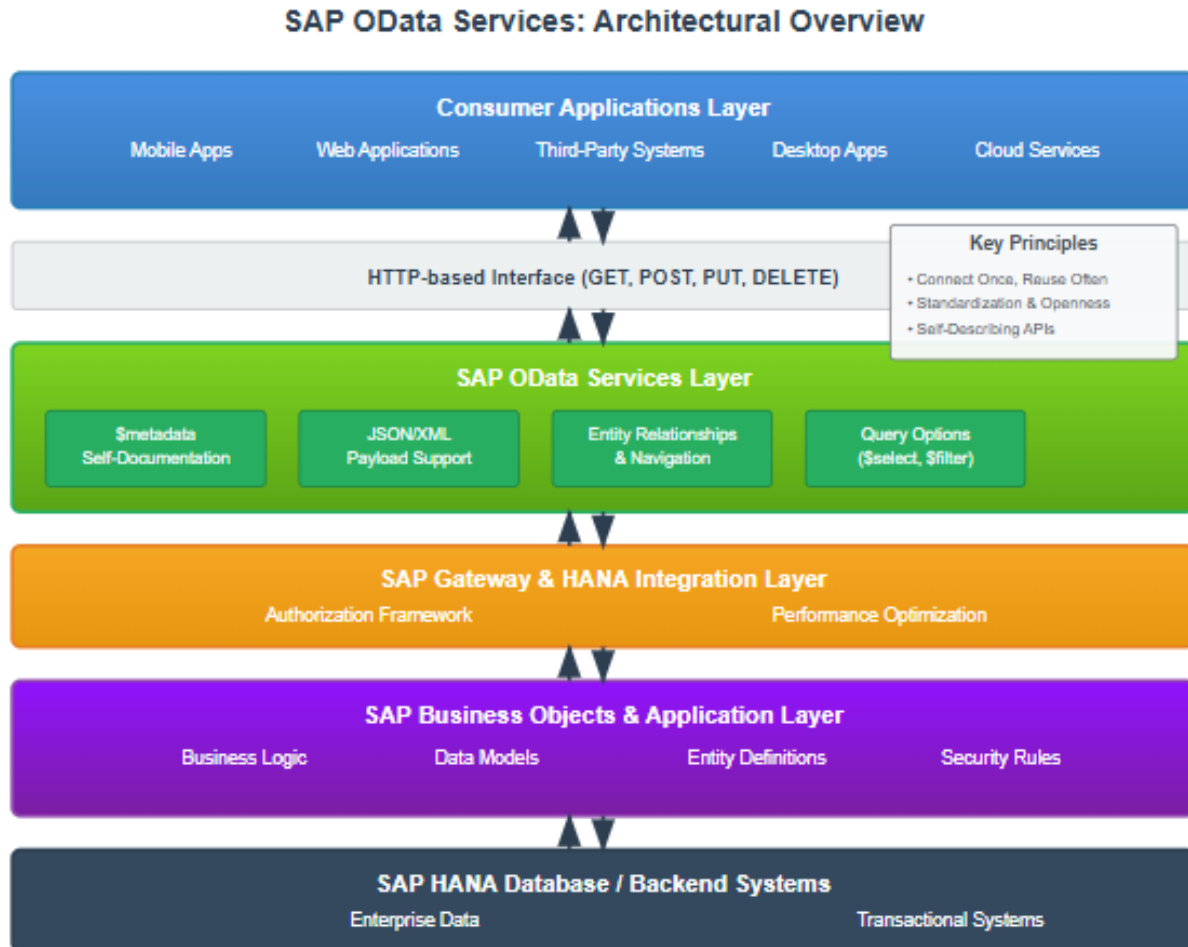 SAP OData Services: Architectural Overview
Consumer Applications Layer
Mobile Apps Web Applications Third-Party Systems Desktop Apps Cloud Services
HTTP-based Interface (GET, POST, PUT, DELETE)
Key Principles
• Connect Once, Reuse Often
• Standardization & Openness
• Self-Describing APIs
SAP OData Services Layer
$metadata
Self-Documentation
JSON/XML
Payload Support
Entity Relationships
& Navigation
Query Options
($select, $filter)
SAP Gateway & HANA Integration Layer
Authorization Framework Performance Optimization
SAP Business Objects & Application Layer
Business Logic Data Models Entity Definitions Security Rules
SAP HANA Database / Backend Systems
Enterprise Data Transactional Systems